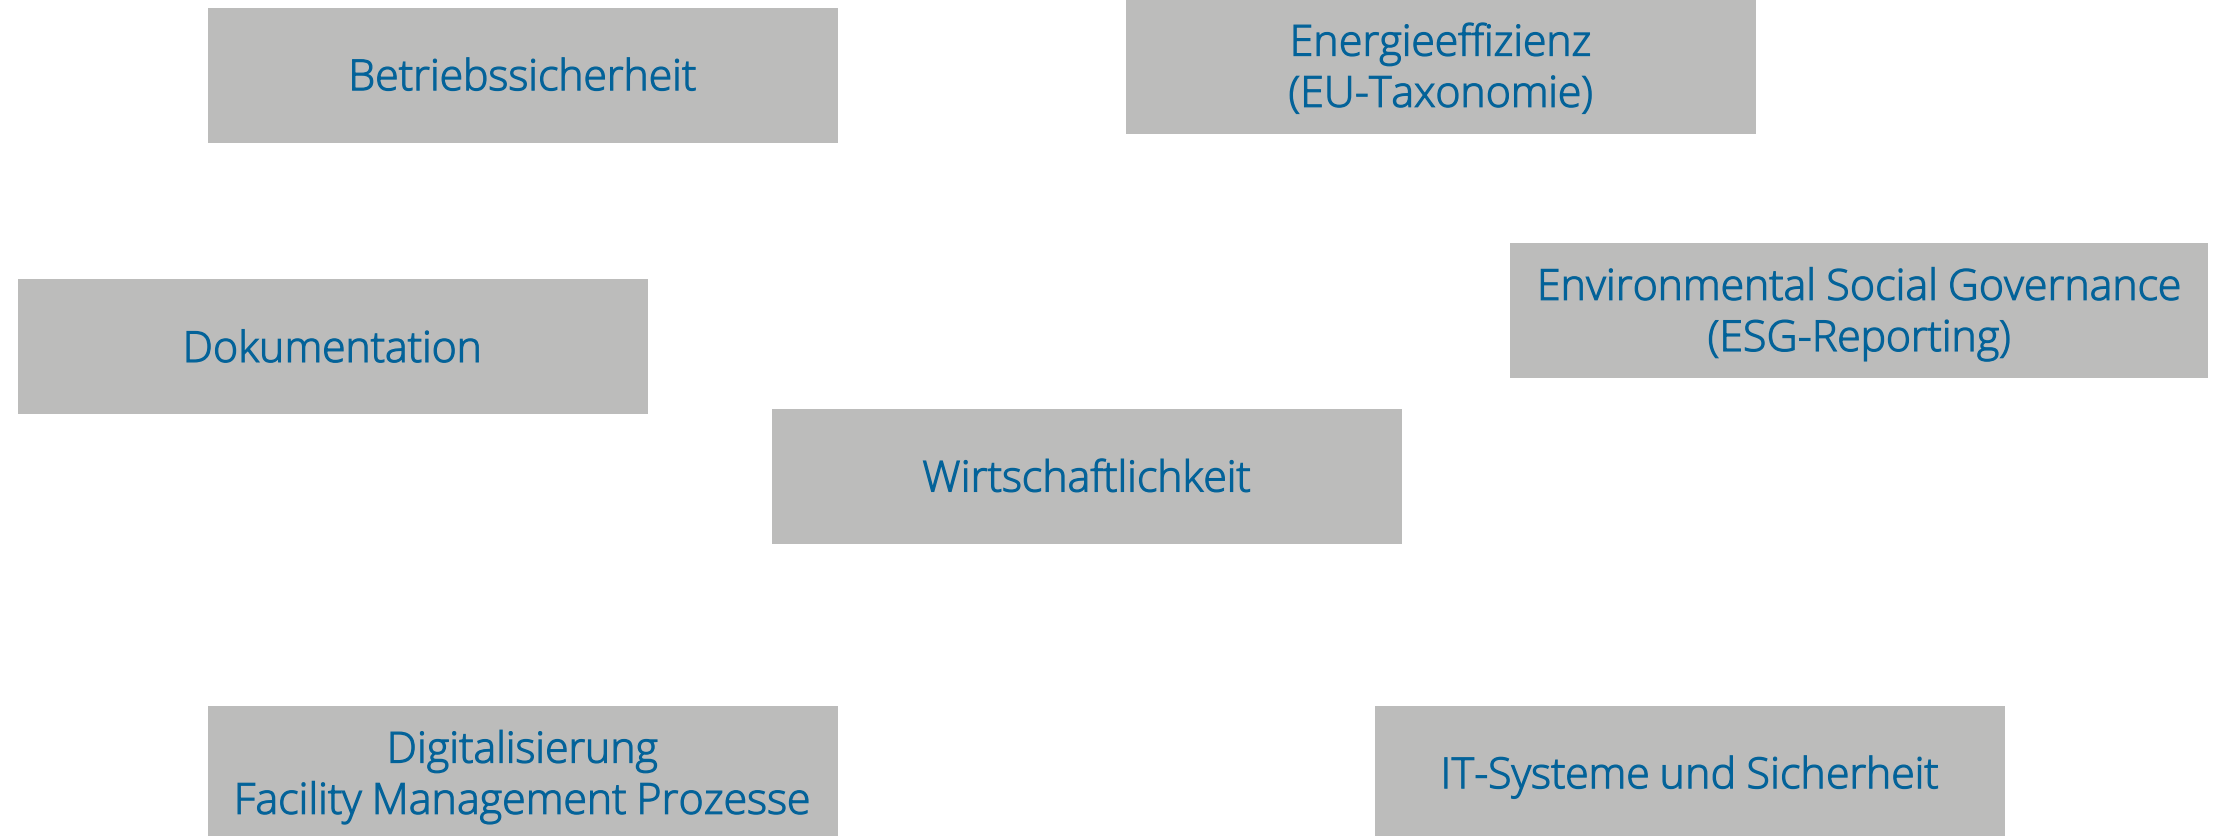 Betriebssicherheit
Energieeffizienz
(EU-Taxonomie)
Environmental Social Governance
(ESG-Reporting)
Dokumentation
Wirtschaftlichkeit
Digitalisierung
Facility Management Prozesse
IT-Systeme und Sicherheit